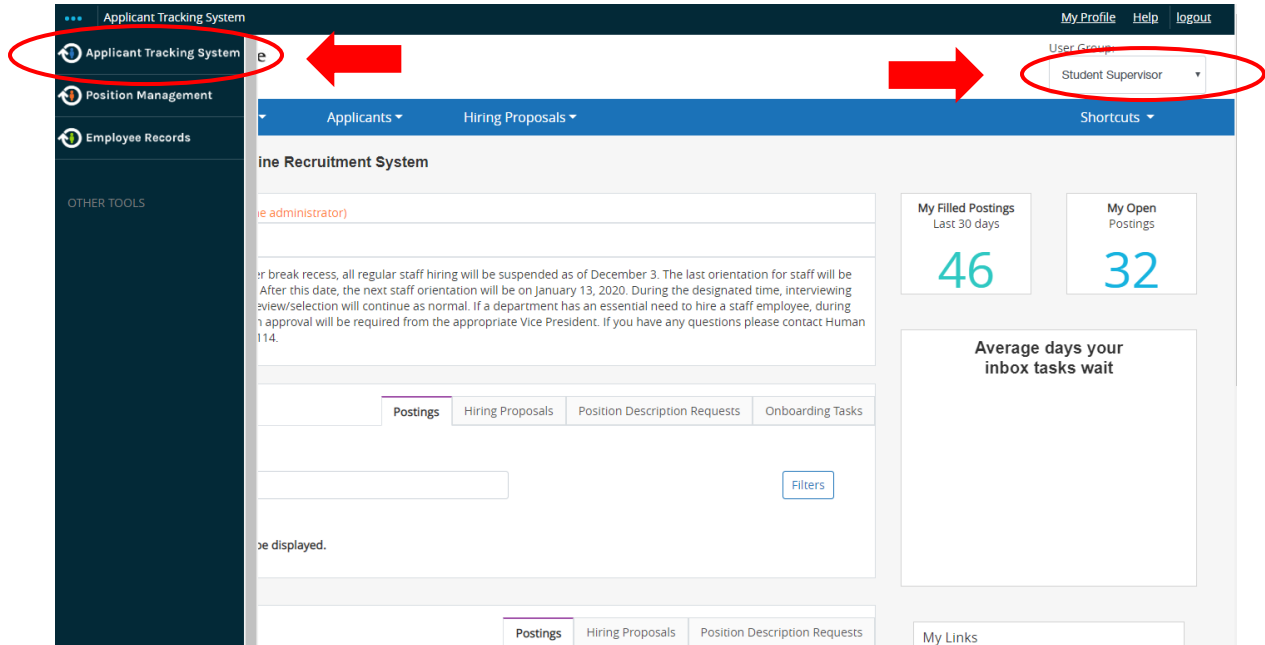 Applicant Tracking System
My Profile Help logout
Applicant Tracking System
Position Management
Employee Records
OTHER TOOLS
e
User Group:
Student Supervisor
Applicants
Hiring Proposals
Shortcuts
ine Recruitment System
e administrator)
er break recess, all regular staff hiring will be suspended as of December 3. The last orientation for staff will be
After this date, the next staff orientation will be on January 13, 2020. During the designated time, interviewing
eview/selection will continue as normal. If a department has an essential need to hire a staff employee, during
approval will be required from the appropriate Vice President. If you have any questions please contact Human
114.
My Filled Postings
Last 30 days
46
My Open
Postings
32
Average days your
inbox tasks wait
Postings Hiring Proposals Position Description Requests Onboarding Tasks
Filters
be displayed.
Postings Hiring Proposals Position Description Requests
My Links